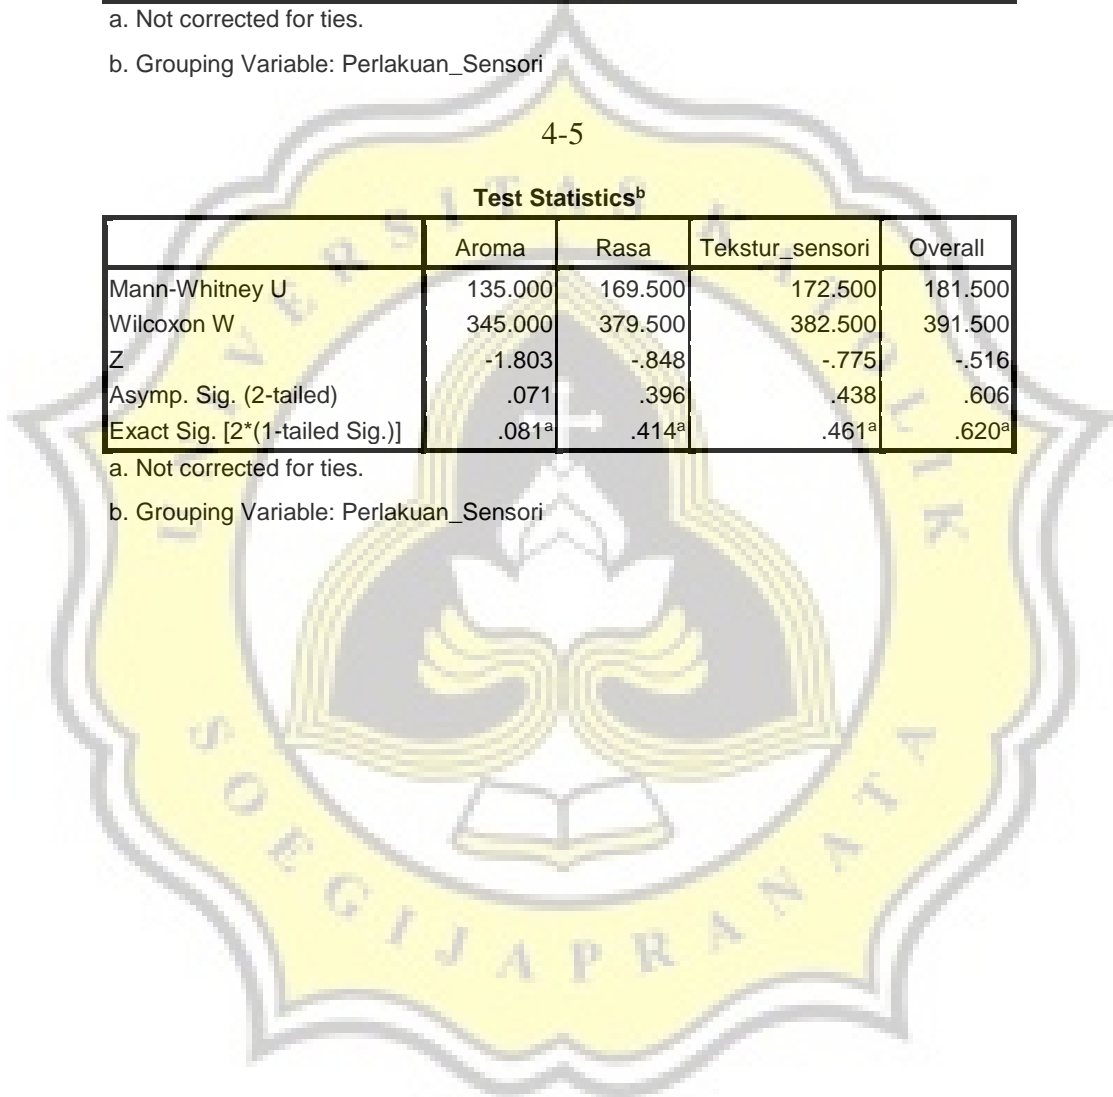 a. Not corrected for ties.
b. Grouping Variable: Perlakuan_Sensori
4-5
Test Statisticsᵇ
Aroma Rasa Tekstur_sensori Overall
Mann-Whitney U 135.000 169.500 172.500 181.500
Wilcoxon W 345.000 379.500 382.500 391.500
Z -1.803 -.848 -.775 -.516
Asymp. Sig. (2-tailed) .071 .396 .438 .606
Exact Sig. [2*(1-tailed Sig.)] .081ᵃ .414ᵃ .461ᵃ .620ᵃ
a. Not corrected for ties.
b. Grouping Variable: Perlakuan_Sensori
UNIVERSITAS KATOLIK
SOEGIJAPRANATA